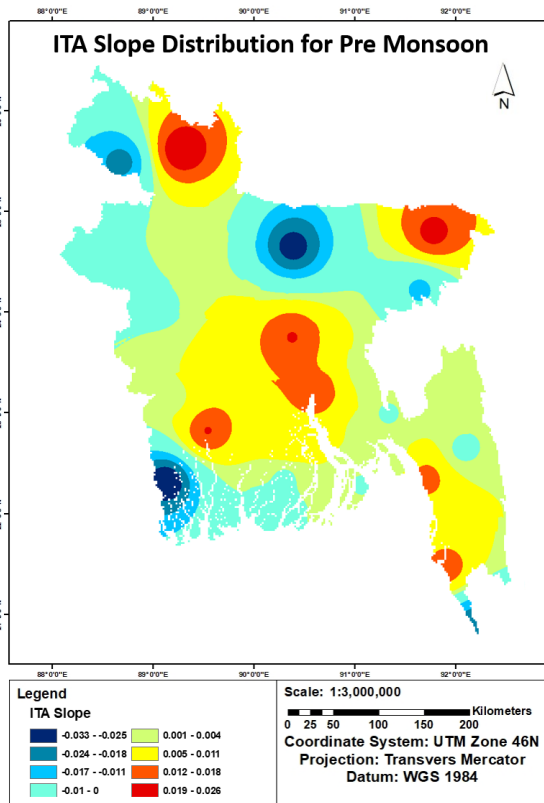 88°0'0"E 89°0'0"E 90°0'0"E 91°0'0"E 92°0'0"E
ITA Slope Distribution for Pre Monsoon
N
88°0'0"E 89°0'0"E 90°0'0"E 91°0'0"E 92°0'0"E
Legend
ITA Slope
-0.033 - -0.025
-0.024 - -0.018
-0.017 - -0.011
-0.01 - 0
0.001 - 0.004
0.005 - 0.011
0.012 - 0.018
0.019 - 0.026
Scale: 1:3,000,000
Kilometers
0 25 50 100 150 200
Coordinate System: UTM Zone 46N
Projection: Transvers Mercator
Datum: WGS 1984